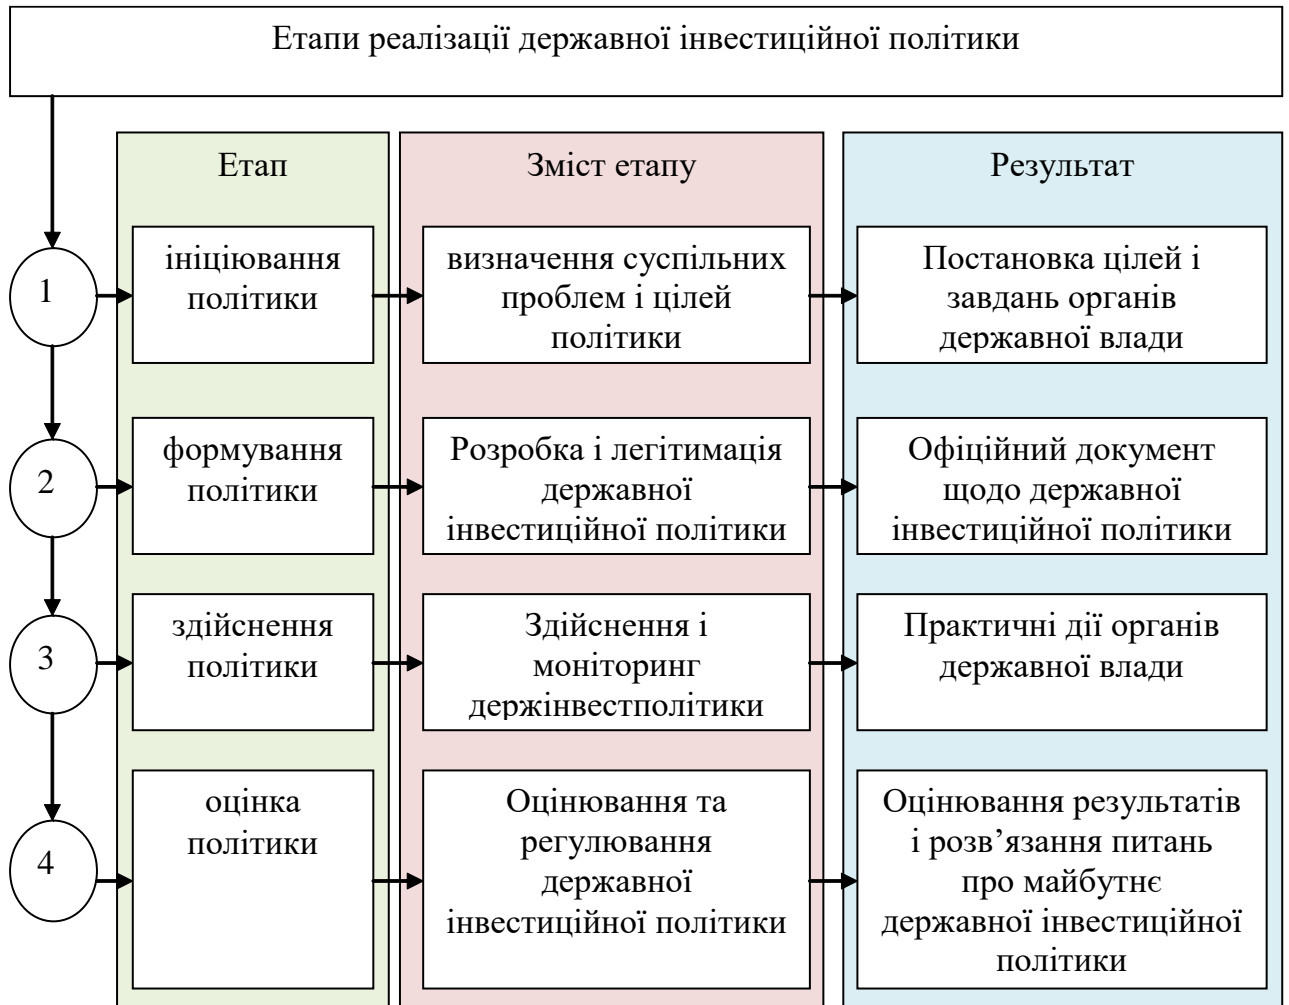 Етапи реалізації державної інвестиційної політики
Етап
Зміст етапу
Результат
1
ініціювання
політики
визначення суспільних
проблем і цілей
політики
Постановка цілей і
завдань органів
державної влади
2
формування
політики
Розробка і легітимація
державної
інвестиційної політики
Офіційний документ
щодо державної
інвестиційної політики
3
здійснення
політики
Здійснення і
моніторинг
держінвестполітики
Практичні дії органів
державної влади
4
оцінка
політики
Оцінювання та
регулювання
державної
інвестиційної політики
Оцінювання результатів
і розв’язання питань
про майбутнє
державної інвестиційної
політики